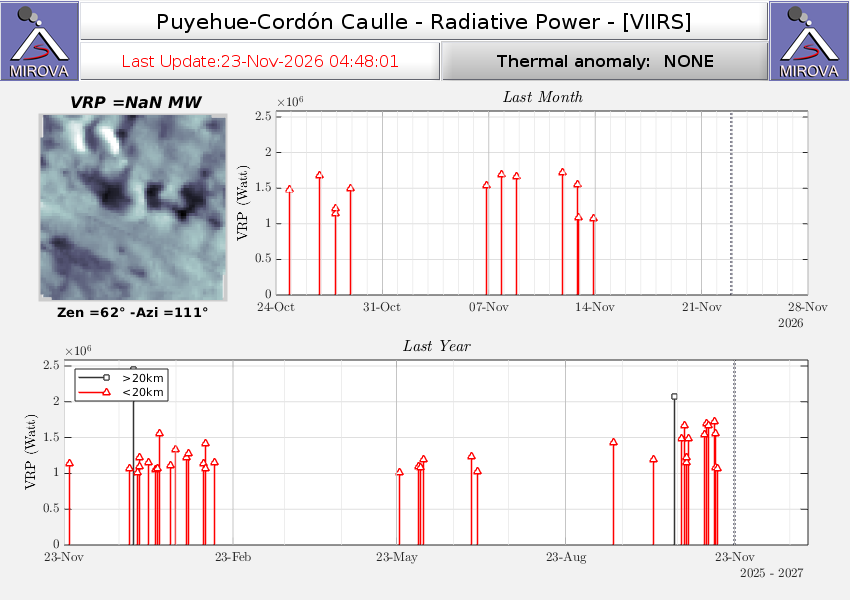 Puyehue-Cordón Caulle - Radiative Power - [VIIRS]
MIROVA
Last Update:23-Nov-2026 04:48:01
Thermal anomaly: NONE
MIROVA
VRP =NaN MW
Zen =62° -Azi =111°
Last Month
×10^6
VRP (Watt)
2.5
2
1.5
1
0.5
0
24-Oct
31-Oct
07-Nov
14-Nov
21-Nov
28-Nov
2026
Last Year
×10^6
VRP (Watt)
2.5
2
1.5
1
0.5
0
>20km
<20km
23-Nov
23-Feb
23-May
23-Aug
23-Nov
2025 - 2027